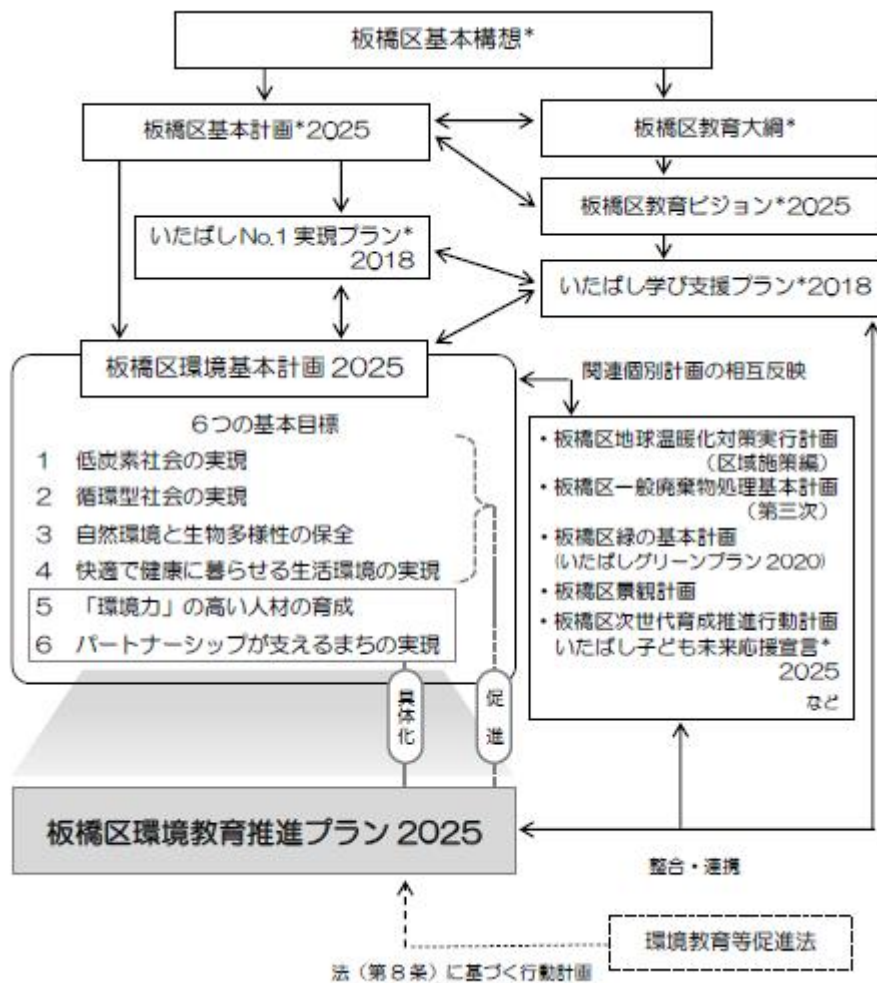 板橋区基本構想*
板橋区基本計画*2025
板橋区教育大綱*
板橋区教育ビジョン*2025
いたばしNo.1実現プラン*
2018
いたばし学び支援プラン*2018
板橋区環境基本計画2025
関連個別計画の相互反映
6つの基本目標
1 低炭素社会の実現
2 循環型社会の実現
3 自然環境と生物多様性の保全
4 快適で健康に暮らせる生活環境の実現
5 「環境力」の高い人材の育成
6 パートナーシップが支えるまちの実現
・板橋区地球温暖化対策実行計画
（区域施策編）
・板橋区一般廃棄物処理基本計画
（第三次）
・板橋区緑の基本計画
(いたばしグリーンプラン2020)
・板橋区景観計画
・板橋区次世代育成推進行動計画
いたばし子ども未来応援宣言*
2025
など
具体化
促進
板橋区環境教育推進プラン2025
整合・連携
環境教育等促進法
法（第8条）に基づく行動計画